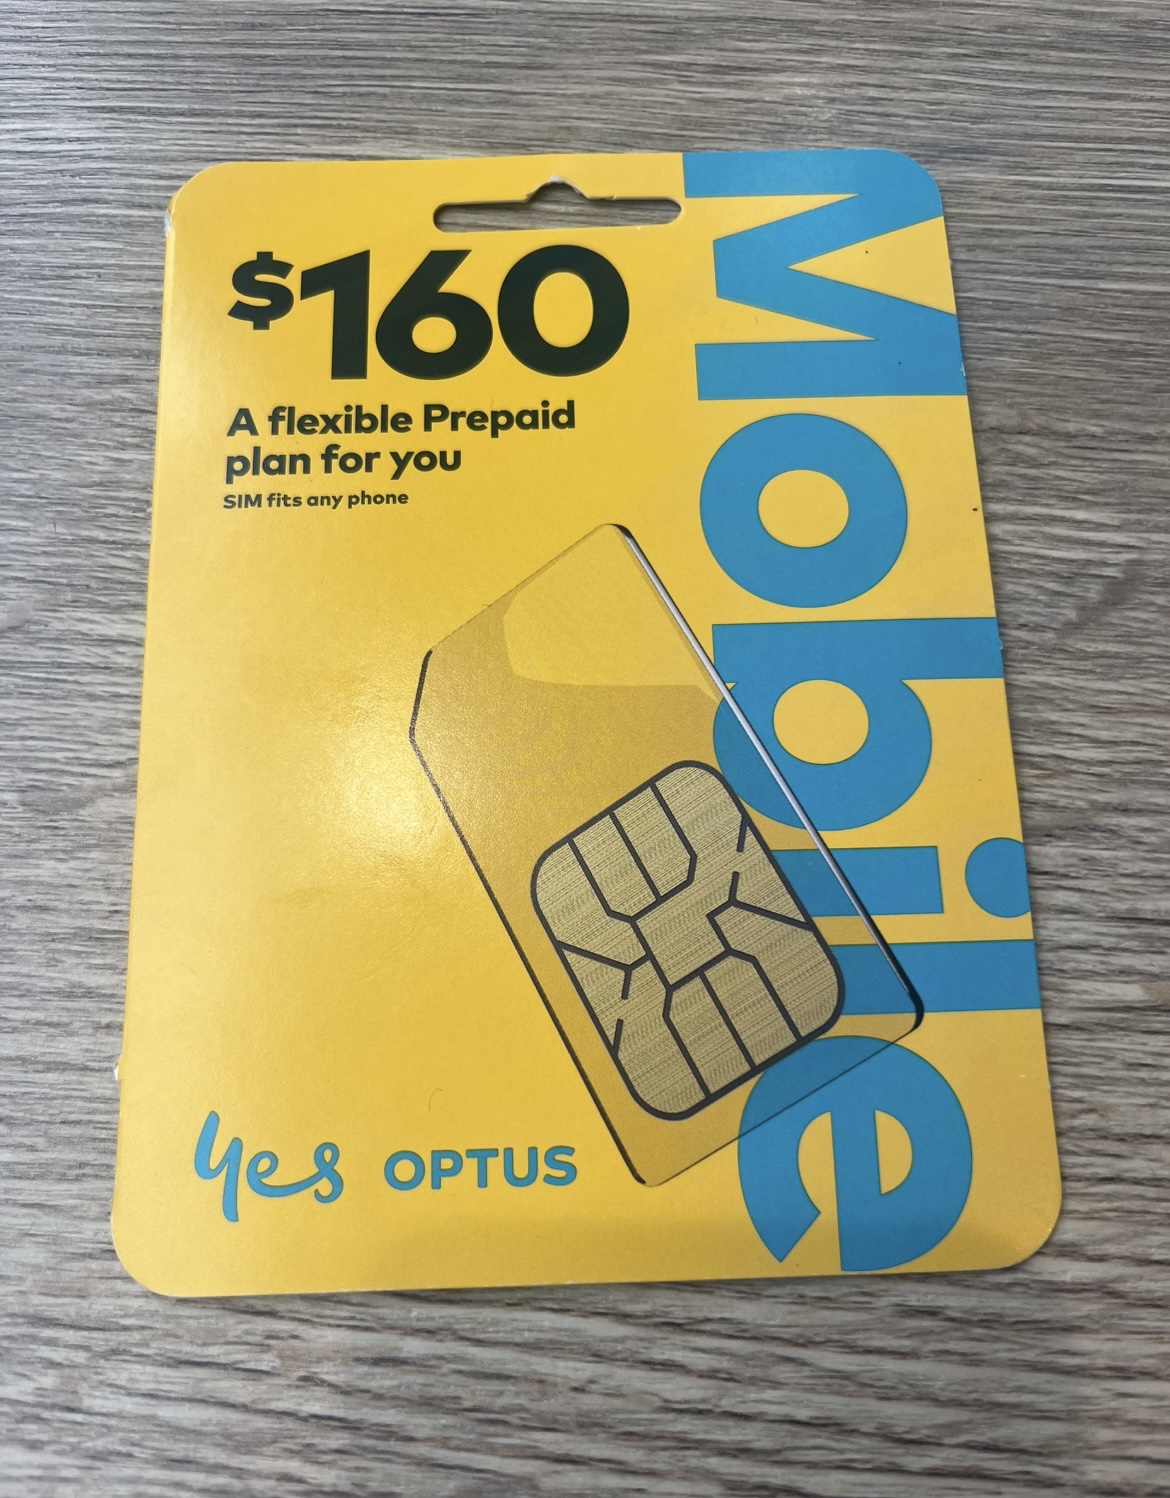 $160
A flexible Prepaid
plan for you
SIM fits any phone
Mobile
yes OPTUS